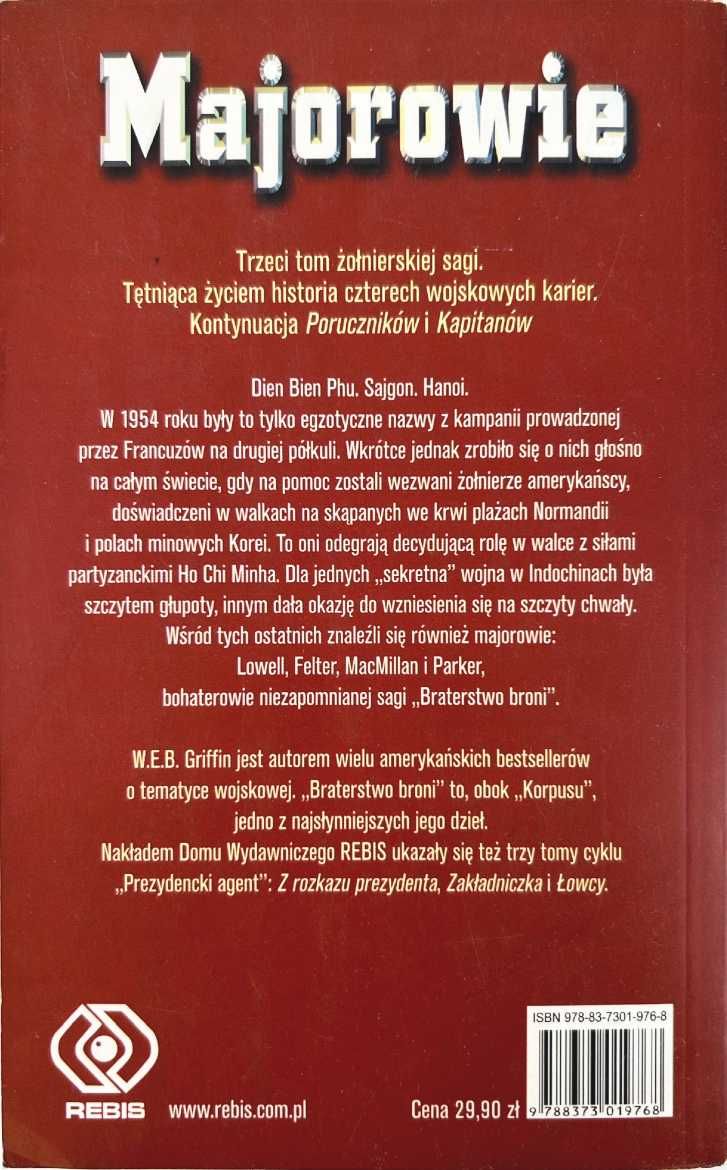 Majorowie
Trzeci tom żołnierskiej sagi.
Tętniąca życiem historia czterech wojskowych karier.
Kontynuacja Poruczników i Kapitanów
Dien Bien Phu. Sajgon. Hanoi.
W 1954 roku były to tylko egzotyczne nazwy z kampanii prowadzonej
przez Francuzów na drugiej półkuli. Wkrótce jednak zrobiło się o nich głośno
na całym świecie, gdy na pomoc zostali wezwani żołnierze amerykańscy,
doświadczeni w walkach na skąpanych we krwi plażach Normandii
i polach minowych Korei. To oni odegrają decydującą rolę w walce z siłami
partyzanckimi Ho Chi Minha. Dla jednych „sekretna” wojna w Indochinach była
szczytem głupoty, innym dała okazję do wzniesienia się na szczyty chwały.
Wśród tych ostatnich znaleźli się również majorowie:
Lowell, Felter, MacMillan i Parker,
bohaterowie niezapomnianej sagi „Braterstwo broni”.
W.E.B. Griffin jest autorem wielu amerykańskich bestsellerów
o tematyce wojskowej. „Braterstwo broni” to, obok „Korpusu”,
jedno z najsłynniejszych jego dzieł.
Nakładem Domu Wydawniczego REBIS ukazały się też trzy tomy cyklu
„Prezydencki agent”: Z rozkazu prezydenta, Zakładniczka i Łowcy.
ISBN 978-83-7301-976-8
REBIS www.rebis.com.pl Cena 29,90 zł 9 788373 019768